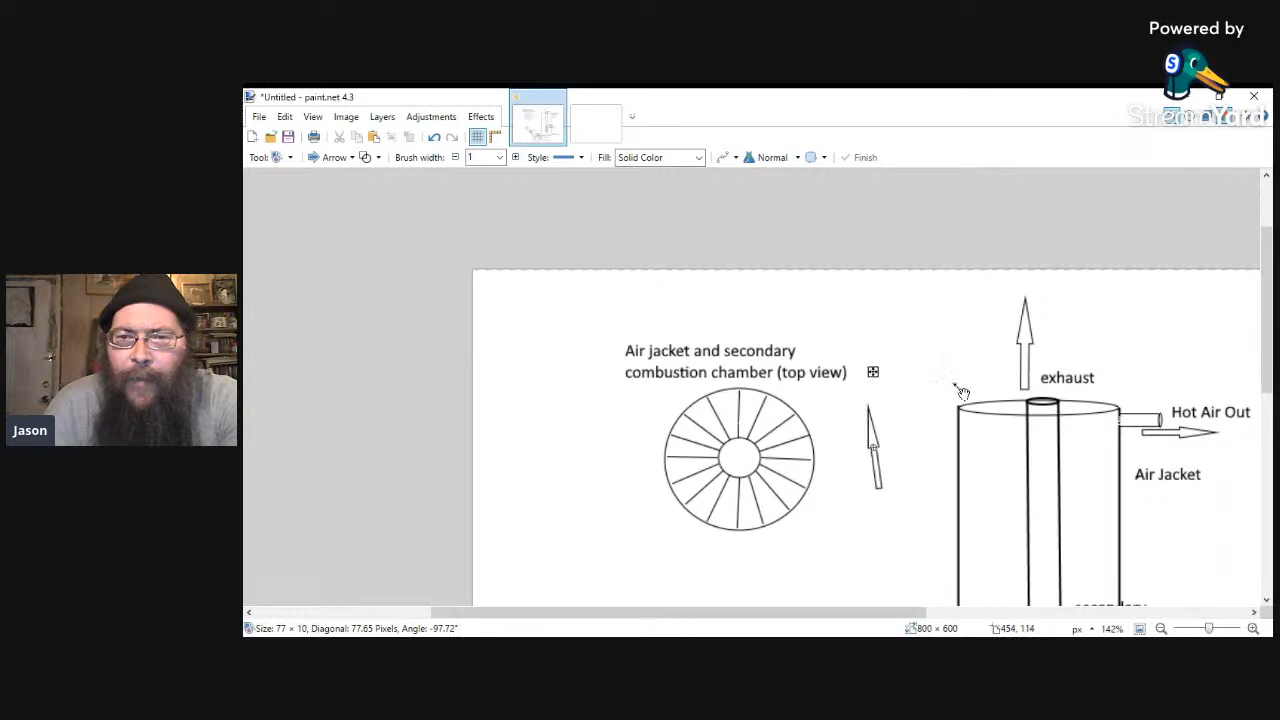 Powered by
S
StreamYard
*Untitled - paint.net 4.3
File Edit View Image Layers Adjustments Effects
Tool: Arrow Brush width: 1 Style: Fill: Solid Color Normal Finish
exhaust
Air jacket and secondary
combustion chamber (top view)
Hot Air Out
Air Jacket
secondary
Jason
Size: 77 × 10, Diagonal: 77.65 Pixels, Angle: -97.72° 800 × 600 454, 114 px 142%